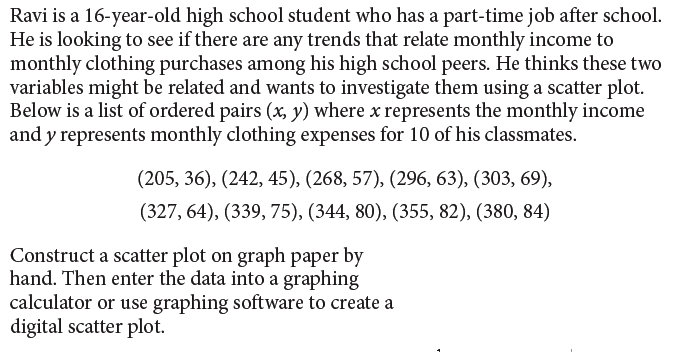 Ravi is a 16-year-old high school student who has a part-time job after school.
He is looking to see if there are any trends that relate monthly income to
monthly clothing purchases among his high school peers. He thinks these two
variables might be related and wants to investigate them using a scatter plot.
Below is a list of ordered pairs (x, y) where x represents the monthly income
and y represents monthly clothing expenses for 10 of his classmates.
(205, 36), (242, 45), (268, 57), (296, 63), (303, 69),
(327, 64), (339, 75), (344, 80), (355, 82), (380, 84)
Construct a scatter plot on graph paper by
hand. Then enter the data into a graphing
calculator or use graphing software to create a
digital scatter plot.